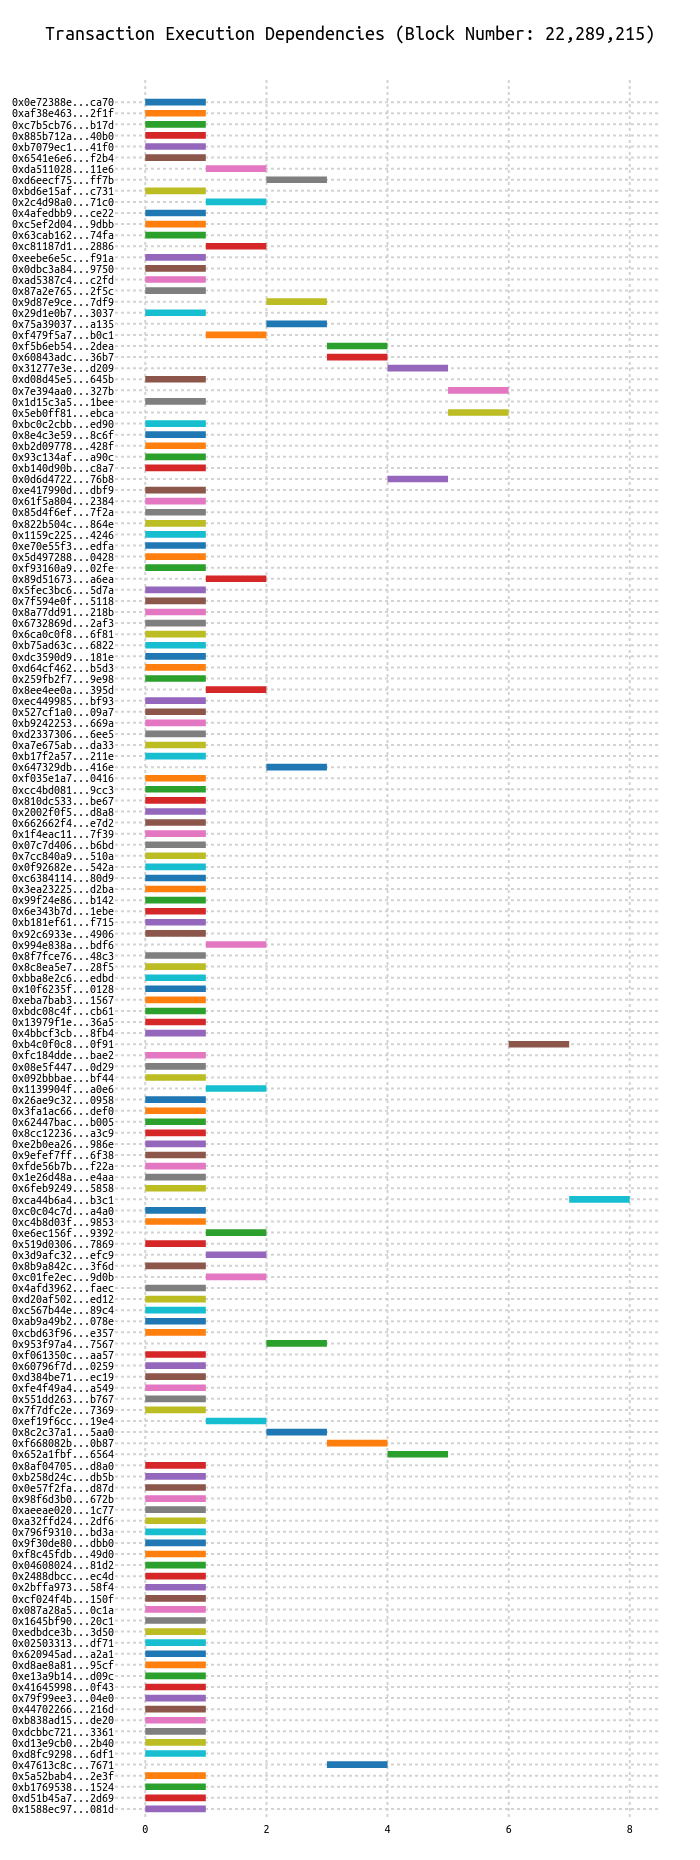 Transaction Execution Dependencies (Block Number: 22,289,215)
0x0e72388e...ca70
0xaf38e463...2f1f
0xc7b5cb76...b17d
0x885b712a...40b0
0xb7079ec1...41f0
0x6541e6e6...f2b4
0xda511028...11e6
0xd6eecf75...ff7b
0xbd6e15af...c731
0x2c4d98a0...71c0
0x4afedbb9...ce22
0xc5ef2d04...9dbb
0x63cab162...74fa
0xc81187d1...2886
0xeebe6e5c...f91a
0x0dbc3a84...9750
0xad5387c4...c2fd
0x87a2e765...2f5c
0x9d87e9ce...7df9
0x29d1e0b7...3037
0x75a39037...a135
0xf479f5a7...b0c1
0xf5b6eb54...2dea
0x60843adc...36b7
0x31277e3e...d209
0xd08d45e5...645b
0x7e394aa0...327b
0x1d15c3a5...1bee
0x5eb0ff81...ebca
0xbc0c2cbb...ed90
0x8e4c3e59...8c6f
0xb2d09778...428f
0x93c134af...a90c
0xb140d90b...c8a7
0x0d6d4722...76b8
0xe417990d...dbf9
0x61f5a804...2384
0x85d4f6ef...7f2a
0x822b504c...864e
0x1159c225...4246
0xe70e55f3...edfa
0x5d497288...0428
0xf93160a9...02fe
0x89d51673...a6ea
0x5fec3bc6...5d7a
0x7f594e0f...5118
0x8a77dd91...218b
0x6732869d...2af3
0x6ca0c0f8...6f81
0xb75ad63c...6822
0xdc3590d9...181e
0xd64cf462...b5d3
0x259fb2f7...9e98
0x8ee4ee0a...395d
0xec449985...bf93
0x527cf1a0...09a7
0xb9242253...669a
0xd2337306...6ee5
0xa7e675ab...da33
0xb17f2a57...211e
0x647329db...416e
0xf035e1a7...0416
0xcc4bd081...9cc3
0x810dc533...be67
0x2002f0f5...d8a8
0x662662f4...e7d2
0x1f4eac11...7f39
0x07c7d406...b6bd
0x7cc840a9...510a
0x0f92682e...542a
0xc6384114...80d9
0x3ea23225...d2ba
0x99f24e86...b142
0x6e343b7d...1ebe
0xb181ef61...f715
0x92c6933e...4906
0x994e838a...bdf6
0x8f7fce76...48c3
0x8c8ea5e7...28f5
0xbba8e2c6...edbd
0x10f6235f...0128
0xeba7bab3...1567
0xbdc08c4f...cb61
0x13979f1e...36a5
0x4bbcf3cb...8fb4
0xb4c0f0c8...0f91
0xfc184dde...bae2
0x08e5f447...0d29
0x092bbbae...bf44
0x1139904f...a0e6
0x26ae9c32...0958
0x3fa1ac66...def0
0x62447bac...b005
0x8cc12236...a3c9
0xe2b0ea26...986e
0x9efef7ff...6f38
0xfde56b7b...f22a
0x1e26d48a...e4aa
0x6feb9249...5858
0xca44b6a4...b3c1
0xc0c04c7d...a4a0
0xc4b8d03f...9853
0xe6ec156f...9392
0x519d0306...7869
0x3d9afc32...efc9
0x8b9a842c...3f6d
0xc01fe2ec...9d0b
0x4afd3962...faec
0xd20af502...ed12
0xc567b44e...89c4
0xab9a49b2...078e
0xcbd63f96...e357
0x953f97a4...7567
0xf061350c...aa57
0x60796f7d...0259
0xd384be71...ec19
0xfe4f49a4...a549
0x551dd263...b767
0x7f7dfc2e...7369
0xef19f6cc...19e4
0x8c2c37a1...5aa0
0xf668082b...0b87
0x652a1fbf...6564
0x8af04705...d8a0
0xb258d24c...db5b
0x0e57f2fa...d87d
0x98f6d3b0...672b
0xaeeae020...1c77
0xa32ffd24...2df6
0x796f9310...bd3a
0x9f30de80...dbb0
0xf8c45fdb...49d0
0x04608024...81d2
0x2488dbcc...ec4d
0x2bffa973...58f4
0xcf024f4b...150f
0x087a28a5...0c1a
0x1645bf90...20c1
0xedbdce3b...3d50
0x02503313...df71
0x620945ad...a2a1
0xd8ae8a81...95cf
0xe13a9b14...d09c
0x41645998...0f43
0x79f99ee3...04e0
0x44702266...216d
0xb838ad15...de20
0xdcbbc721...3361
0xd13e9cb0...2b40
0xd8fc9298...6df1
0x47613c8c...7671
0x5a52bab4...2e3f
0xb1769538...1524
0xd51b45a7...2d69
0x1588ec97...081d
0 2 4 6 8